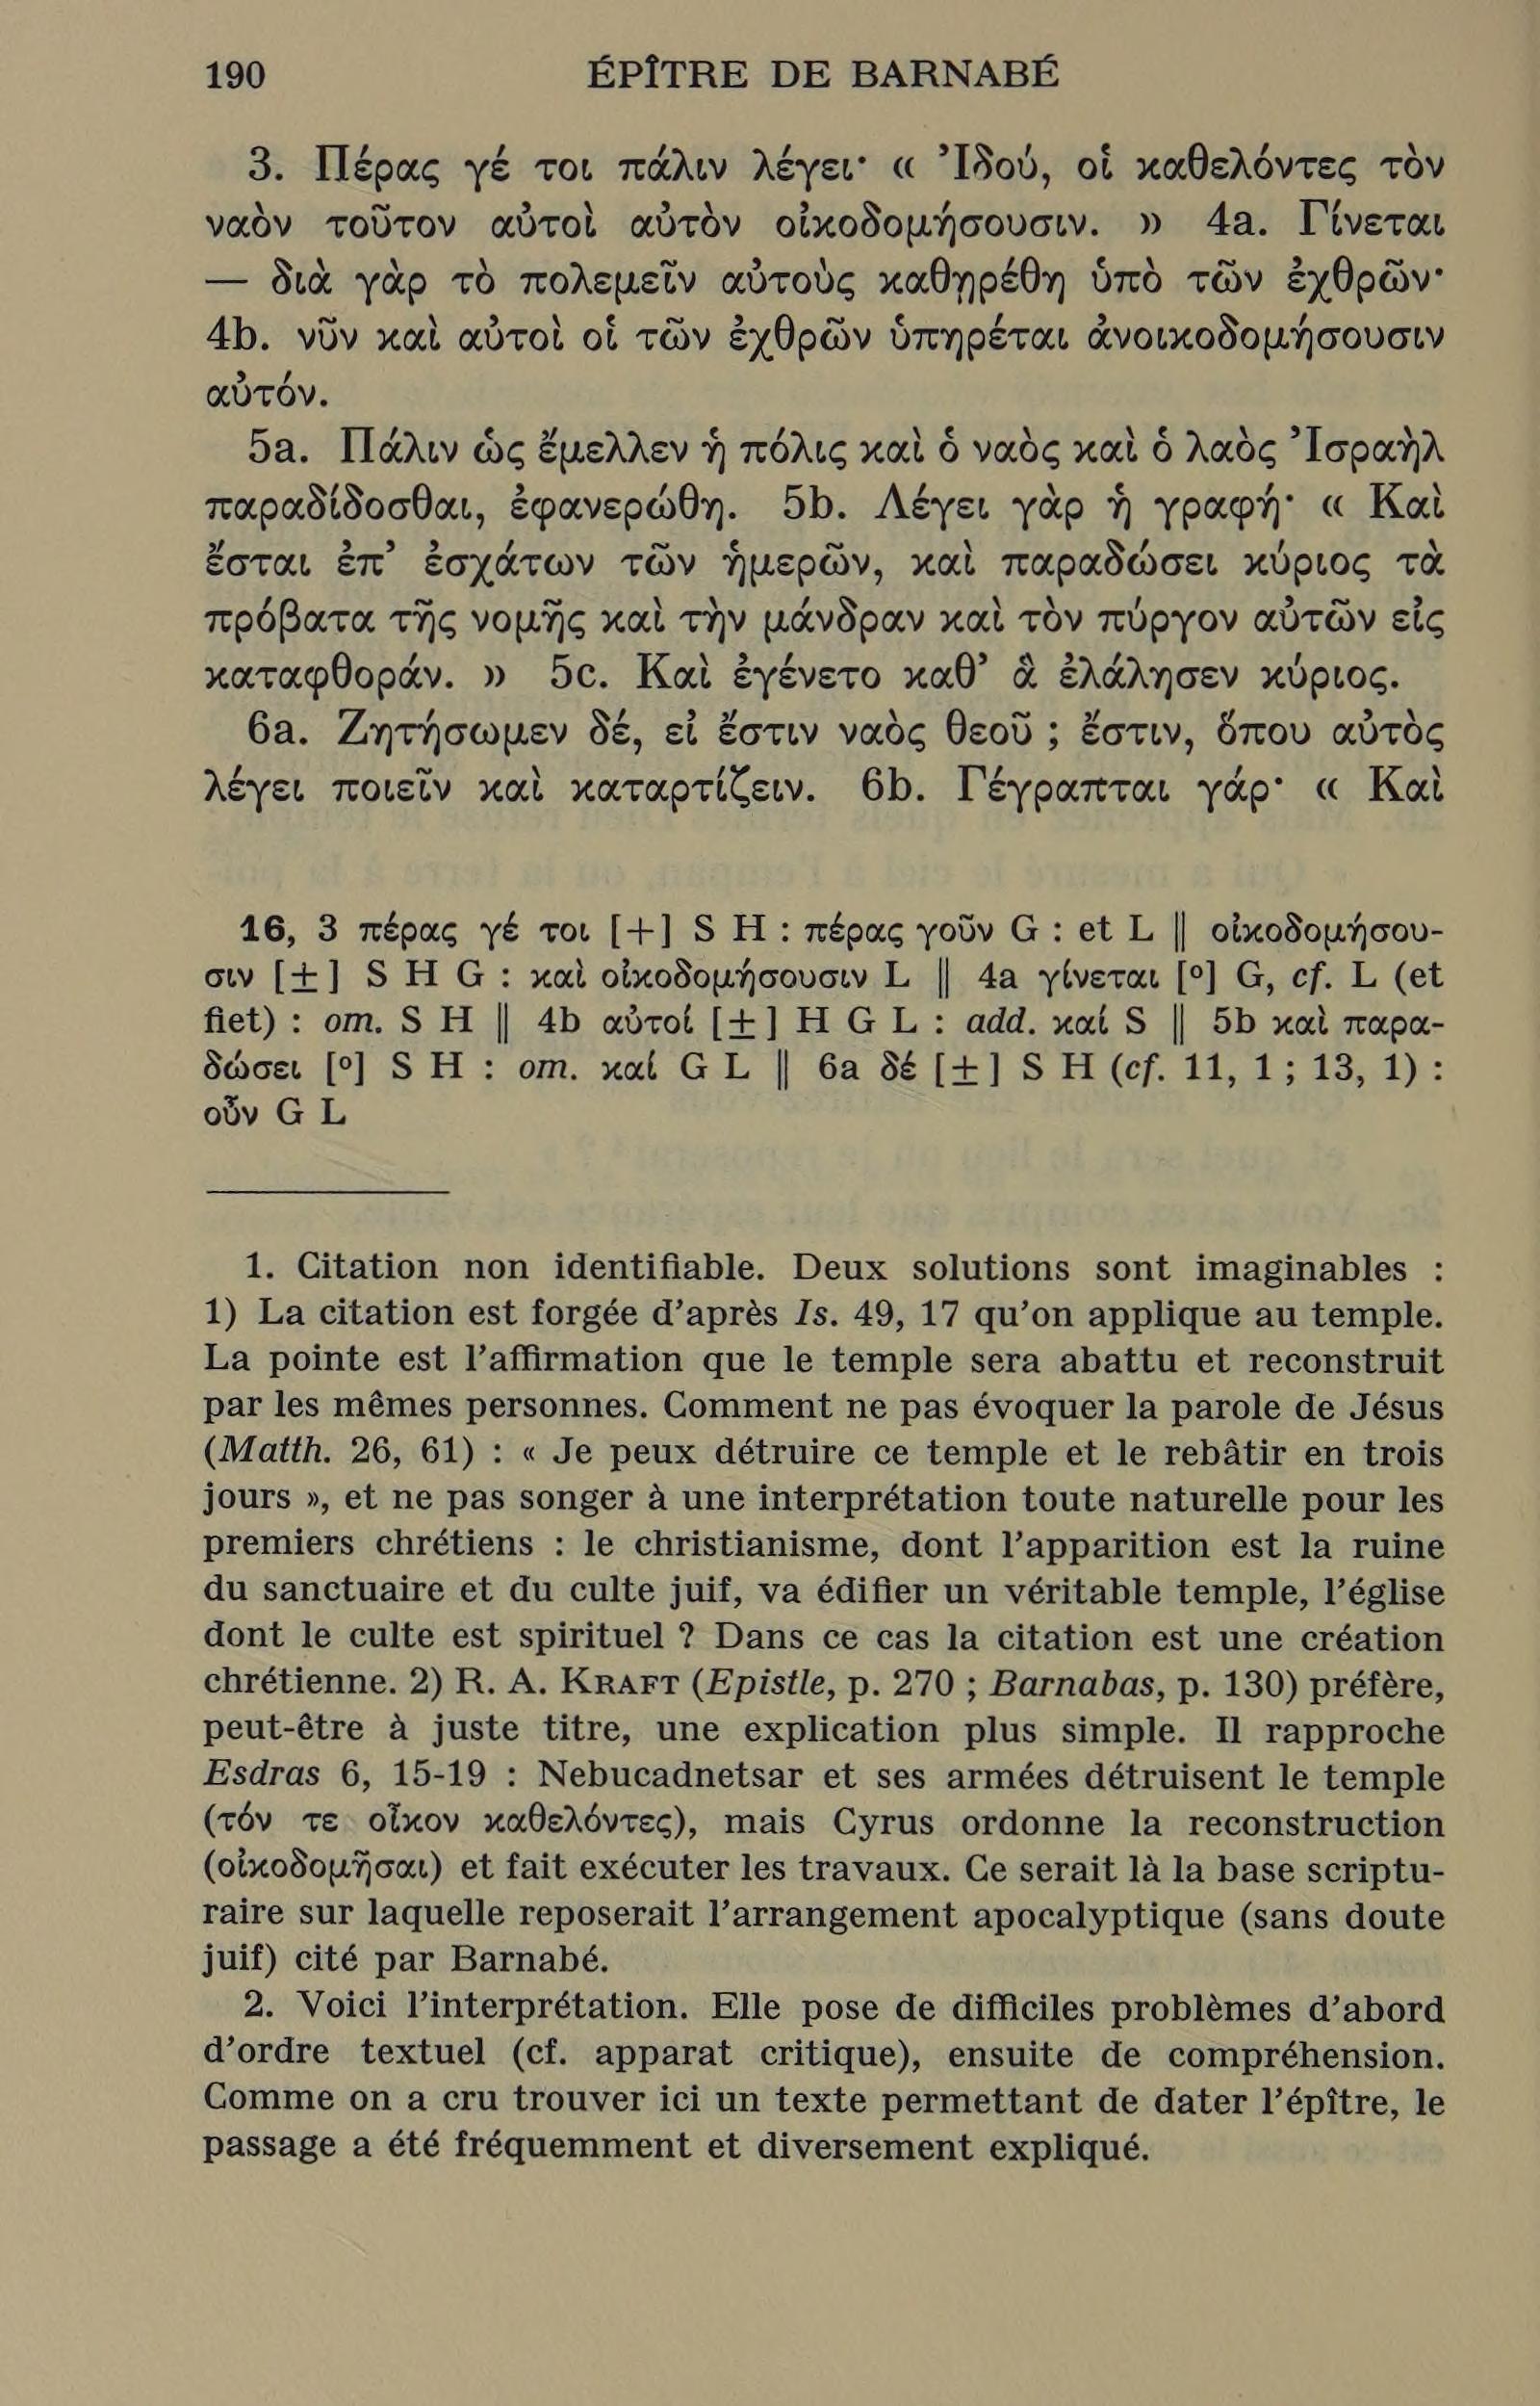 190 ÉPÎTRE DE BARNABÉ
3. Πέρας γέ τοι πάλιν λέγει· « Ἰδού, οἱ καθελόντες τὸν
ναὸν τοῦτον αὐτοὶ αὐτὸν οἰκοδομήσουσιν. » 4a. Γίνεται
— διὰ γὰρ τὸ πολεμεῖν αὐτοὺς καθῃρέθη ὑπὸ τῶν ἐχθρῶν·
4b. νῦν καὶ αὐτοὶ οἱ τῶν ἐχθρῶν ὑπηρέται ἀνοικοδομήσουσιν
αὐτόν.
5a. Πάλιν ὡς ἔμελλεν ἡ πόλις καὶ ὁ ναὸς καὶ ὁ λαὸς Ἰσραὴλ
παραδίδοσθαι, ἐφανερώθη. 5b. Λέγει γὰρ ἡ γραφή· « Καὶ
ἔσται ἐπ’ ἐσχάτων τῶν ἡμερῶν, καὶ παραδώσει κύριος τὰ
πρόβατα τῆς νομῆς καὶ τὴν μάνδραν καὶ τὸν πύργον αὐτῶν εἰς
καταφθοράν. » 5c. Καὶ ἐγένετο καθ’ ἃ ἐλάλησεν κύριος.
6a. Ζητήσωμεν δέ, εἰ ἔστιν ναὸς θεοῦ ; ἔστιν, ὅπου αὐτὸς
λέγει ποιεῖν καὶ καταρτίζειν. 6b. Γέγραπται γάρ· « Καὶ
16, 3 πέρας γέ τοι [+] S H : πέρας γοῦν G : et L ‖ οἰκοδομήσου-
σιν [±] S H G : καὶ οἰκοδομήσουσιν L ‖ 4a γίνεται [º] G, cf. L (et
fiet) : om. S H ‖ 4b αὐτοί [±] H G L : add. καί S ‖ 5b καὶ παρα-
δώσει [º] S H : om. καί G L ‖ 6a δέ [±] S H (cf. 11, 1 ; 13, 1) :
οὖν G L
1. Citation non identifiable. Deux solutions sont imaginables :
1) La citation est forgée d’après Is. 49, 17 qu’on applique au temple.
La pointe est l’affirmation que le temple sera abattu et reconstruit
par les mêmes personnes. Comment ne pas évoquer la parole de Jésus
(Matth. 26, 61) : « Je peux détruire ce temple et le rebâtir en trois
jours », et ne pas songer à une interprétation toute naturelle pour les
premiers chrétiens : le christianisme, dont l’apparition est la ruine
du sanctuaire et du culte juif, va édifier un véritable temple, l’église
dont le culte est spirituel ? Dans ce cas la citation est une création
chrétienne. 2) R. A. KRAFT (Epistle, p. 270 ; Barnabas, p. 130) préfère,
peut-être à juste titre, une explication plus simple. Il rapproche
Esdras 6, 15-19 : Nebucadnetsar et ses armées détruisent le temple
(τόν τε οἶκον καθελόντες), mais Cyrus ordonne la reconstruction
(οἰκοδομῆσαι) et fait exécuter les travaux. Ce serait là la base scriptu-
raire sur laquelle reposerait l’arrangement apocalyptique (sans doute
juif) cité par Barnabé.
2. Voici l’interprétation. Elle pose de difficiles problèmes d’abord
d’ordre textuel (cf. apparat critique), ensuite de compréhension.
Comme on a cru trouver ici un texte permettant de dater l’épître, le
passage a été fréquemment et diversement expliqué.